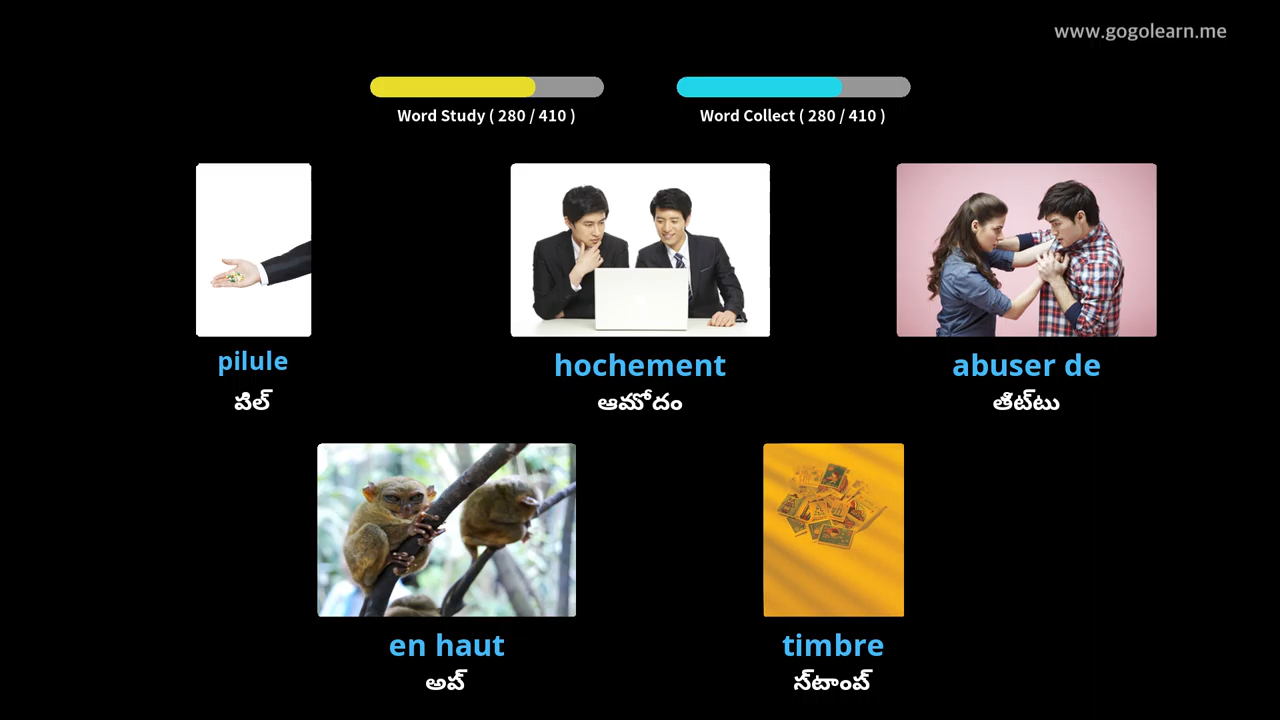 www.gogolearn.me
Word Study ( 280 / 410 )
Word Collect ( 280 / 410 )
pilule
పిల్
hochement
ఆమోదం
abuser de
తిట్టు
en haut
అప్
timbre
స్టాంప్